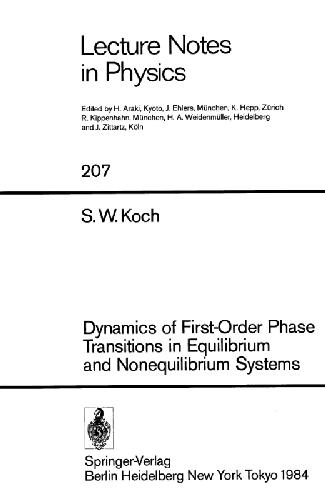 Lecture Notes
in Physics
Edited by H. Araki, Kyoto, J. Ehlers, München, K. Hepp, Zürich
R. Kippenhahn, München, H. A. Weidenmüller, Heidelberg
and J. Zittartz, Köln
207
S. W. Koch
Dynamics of First-Order Phase
Transitions in Equilibrium
and Nonequilibrium Systems
Springer-Verlag
Berlin Heidelberg New York Tokyo 1984